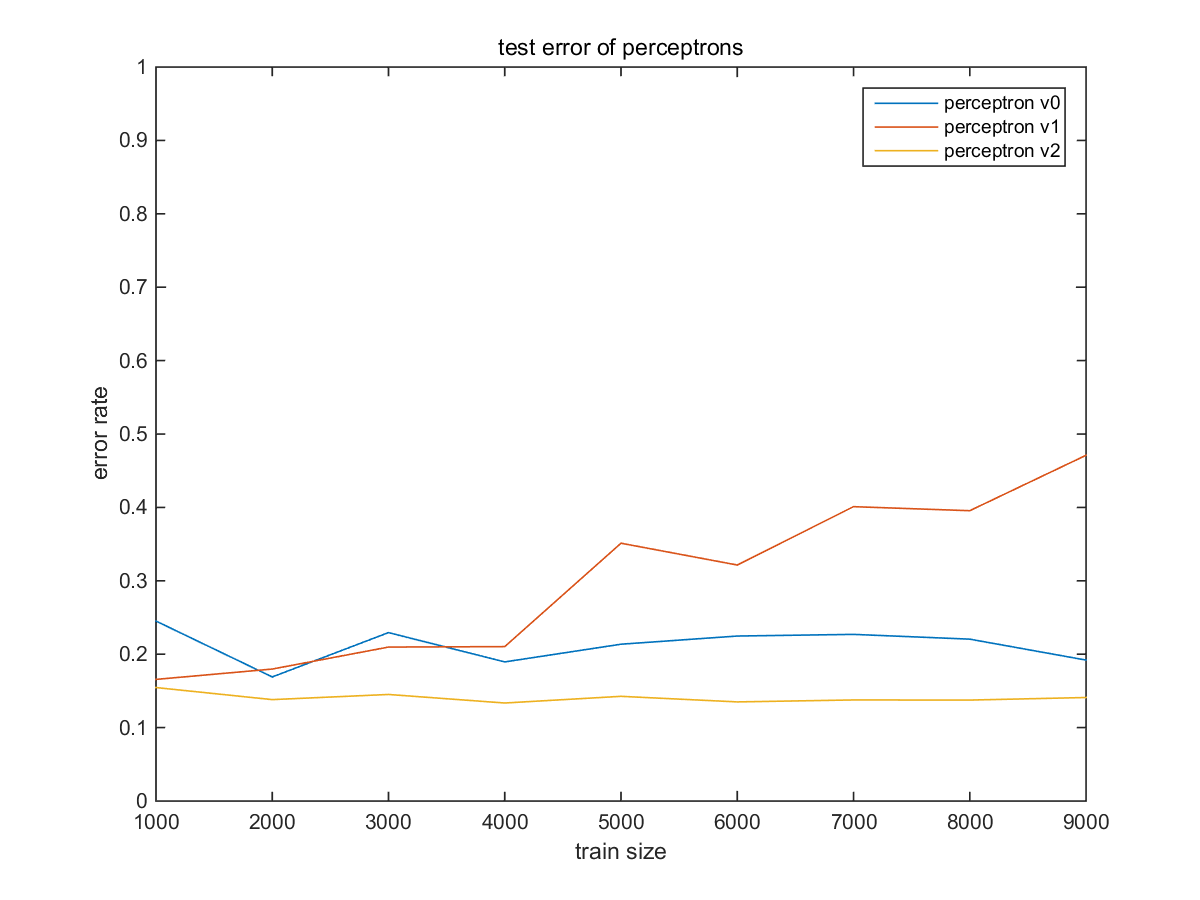 test error of perceptrons
1
0.9
0.8
0.7
0.6
0.5
0.4
0.3
0.2
0.1
0
error rate
perceptron v0
perceptron v1
perceptron v2
1000 2000 3000 4000 5000 6000 7000 8000 9000
train size